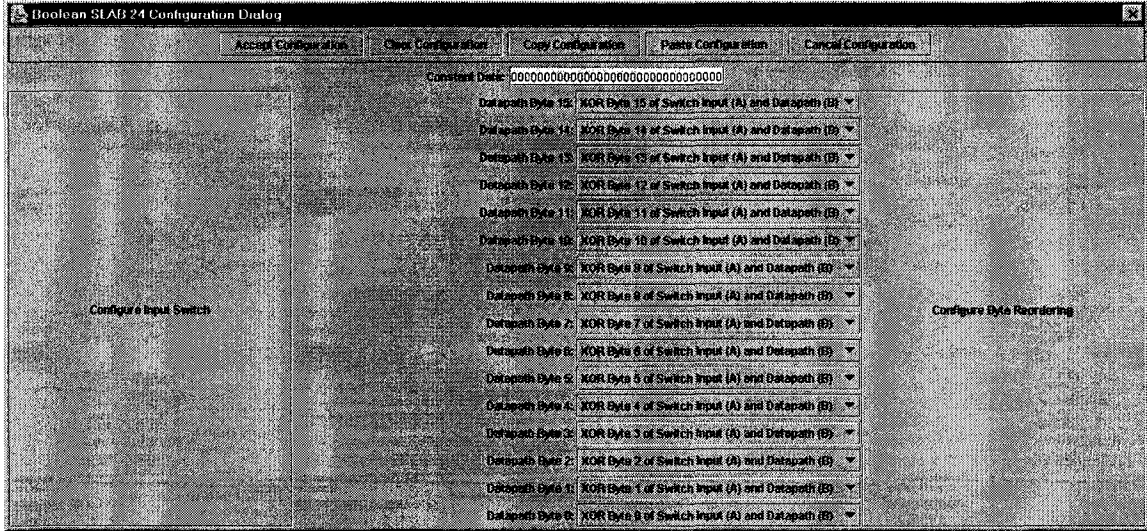 Boolean SLAB 24 Configuration Dialog
Accept Configuration Clear Configuration Copy Configuration Paste Configuration Cancel Configuration
Constant Data: 00000000000000000000000000000000
Datapath Byte 15: XOR Byte 15 of Switch Input (A) and Datapath (B)
Datapath Byte 14: XOR Byte 14 of Switch Input (A) and Datapath (B)
Datapath Byte 13: XOR Byte 13 of Switch Input (A) and Datapath (B)
Datapath Byte 12: XOR Byte 12 of Switch Input (A) and Datapath (B)
Datapath Byte 11: XOR Byte 11 of Switch Input (A) and Datapath (B)
Datapath Byte 10: XOR Byte 10 of Switch Input (A) and Datapath (B)
Datapath Byte 9: XOR Byte 9 of Switch Input (A) and Datapath (B)
Datapath Byte 8: XOR Byte 8 of Switch Input (A) and Datapath (B)
Configure Input Switch
Configure Byte Reordering
Datapath Byte 7: XOR Byte 7 of Switch Input (A) and Datapath (B)
Datapath Byte 6: XOR Byte 6 of Switch Input (A) and Datapath (B)
Datapath Byte 5: XOR Byte 5 of Switch Input (A) and Datapath (B)
Datapath Byte 4: XOR Byte 4 of Switch Input (A) and Datapath (B)
Datapath Byte 3: XOR Byte 3 of Switch Input (A) and Datapath (B)
Datapath Byte 2: XOR Byte 2 of Switch Input (A) and Datapath (B)
Datapath Byte 1: XOR Byte 1 of Switch Input (A) and Datapath (B)
Datapath Byte 0: XOR Byte 0 of Switch Input (A) and Datapath (B)